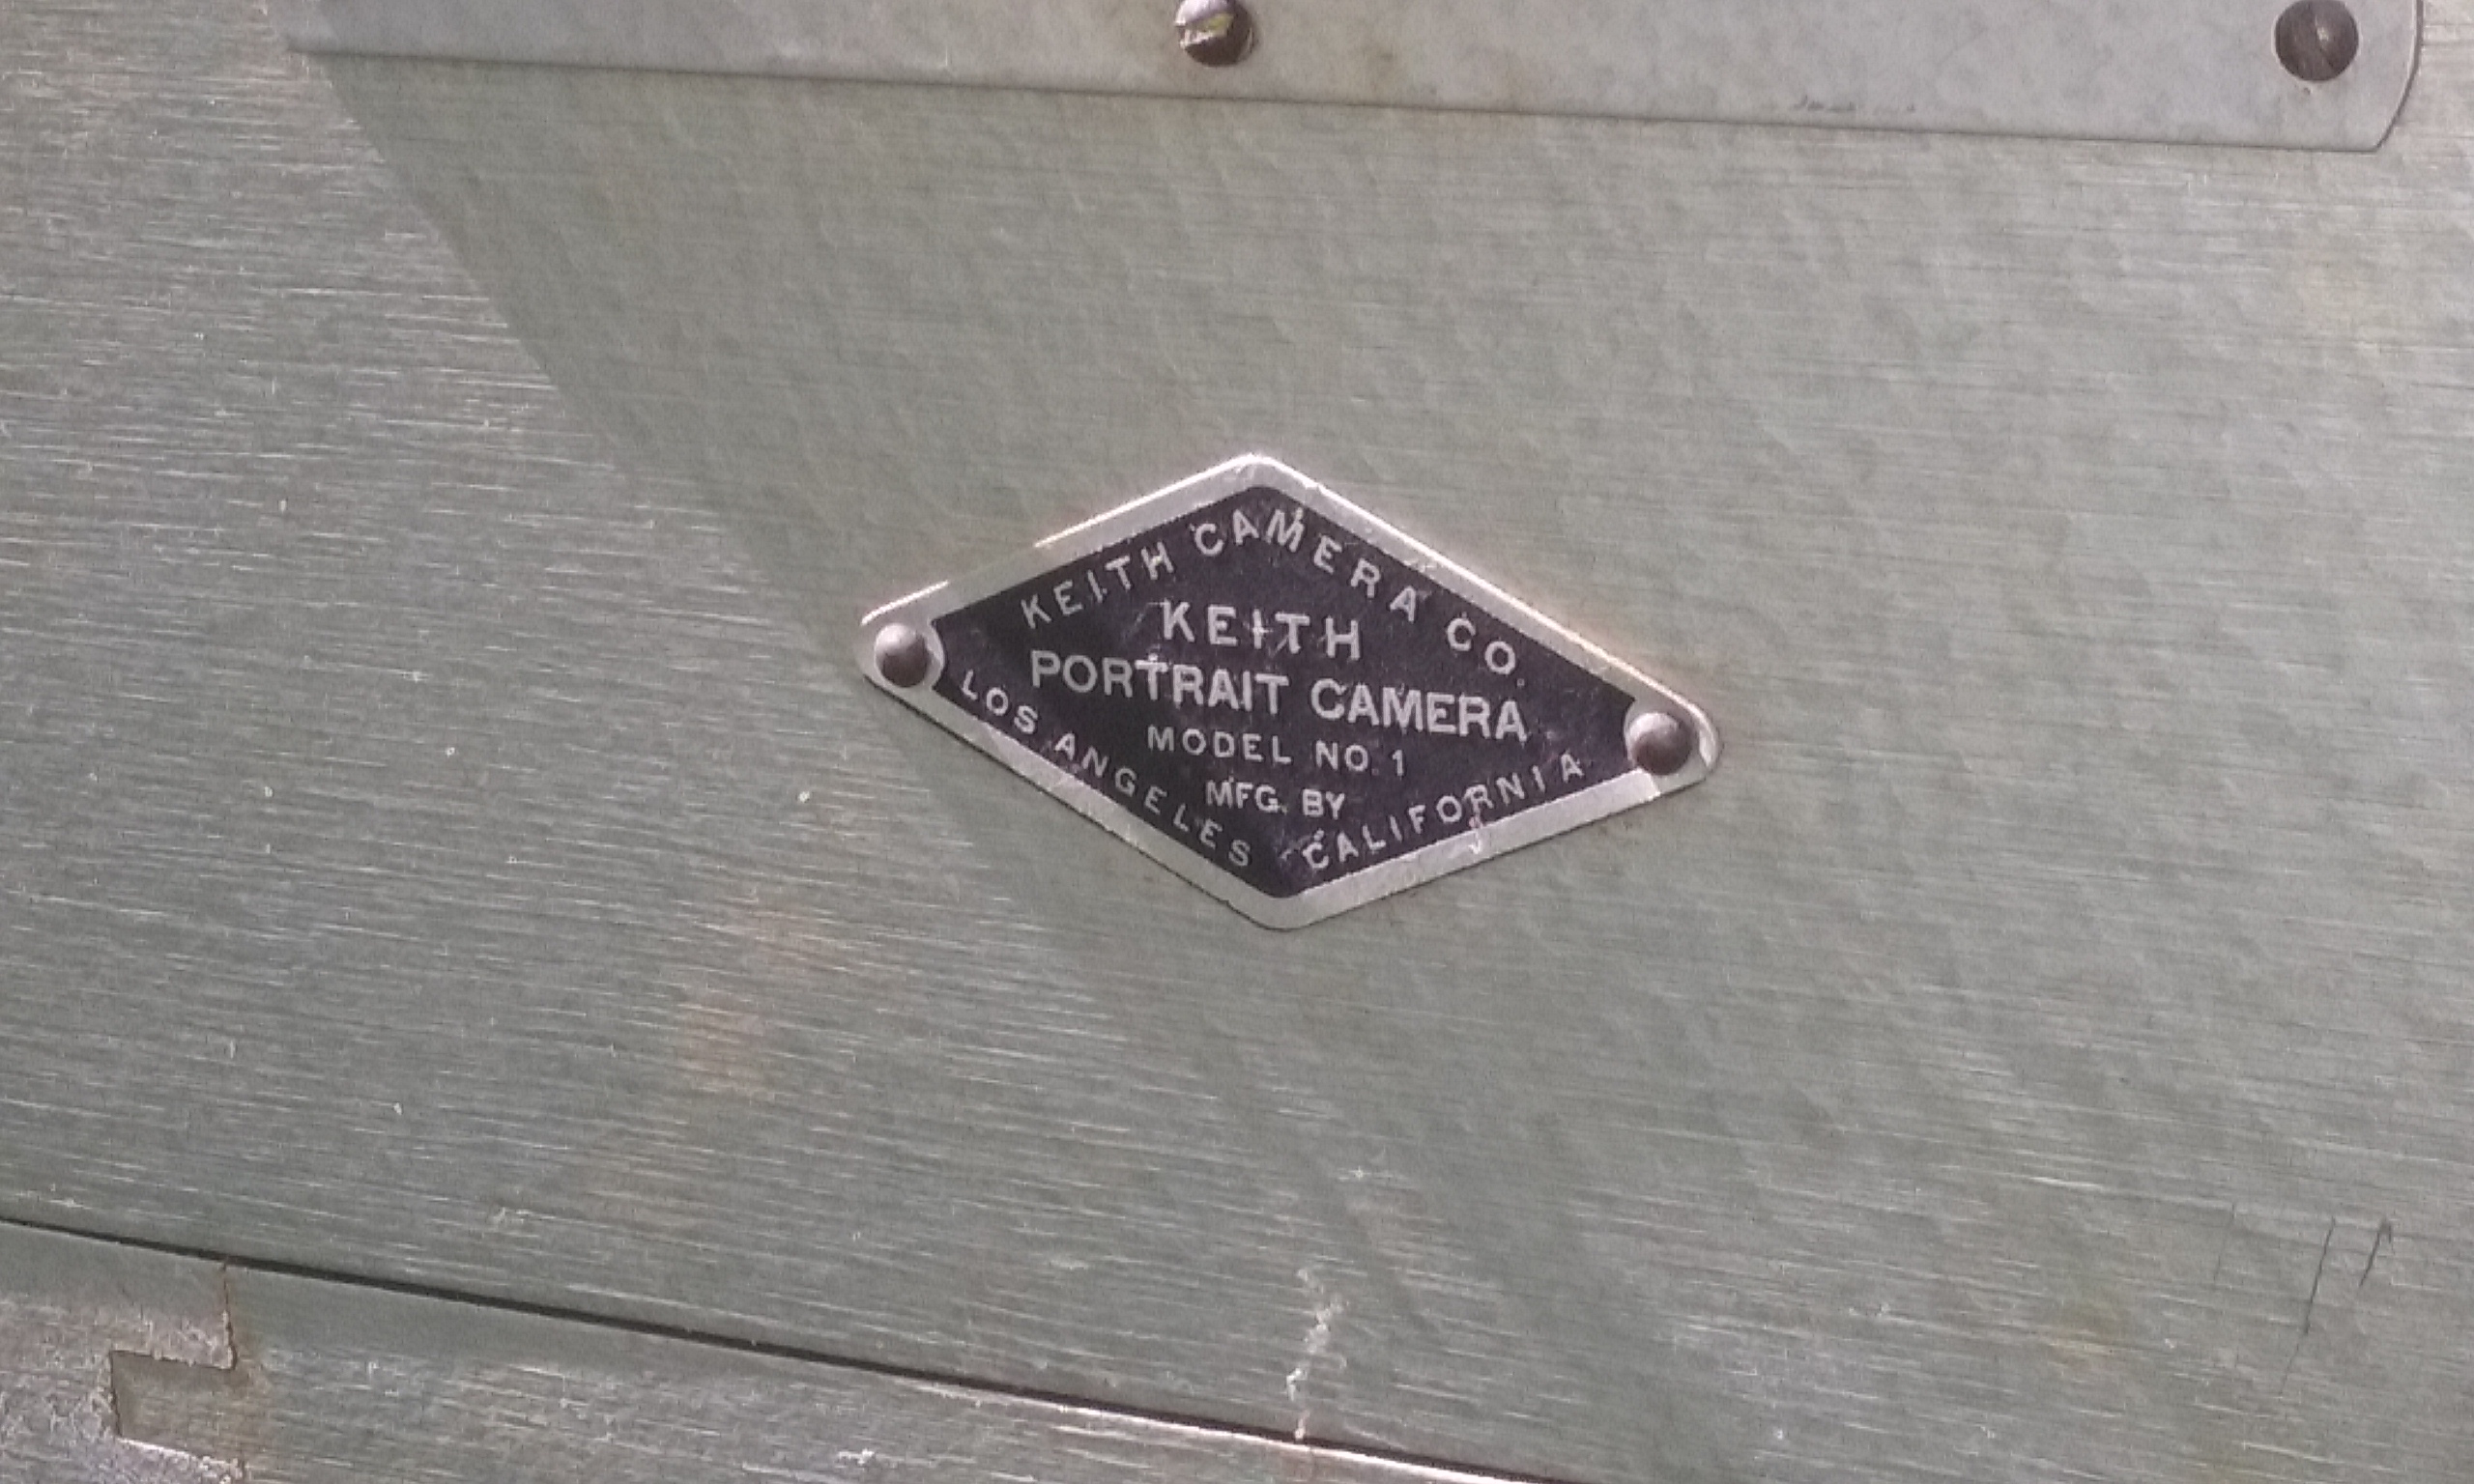 KEITH CAMERA CO.
KEITH
PORTRAIT CAMERA
MODEL NO. 1
MFG. BY
LOS ANGELES CALIFORNIA